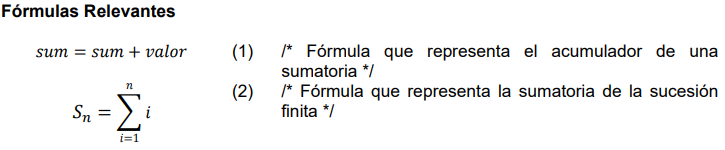 Fórmulas Relevantes
sum = sum + valor (1) /* Fórmula que representa el acumulador de una
sumatoria */
S_n = \sum_{i=1}^{n} i (2) /* Fórmula que representa la sumatoria de la sucesión
finita */